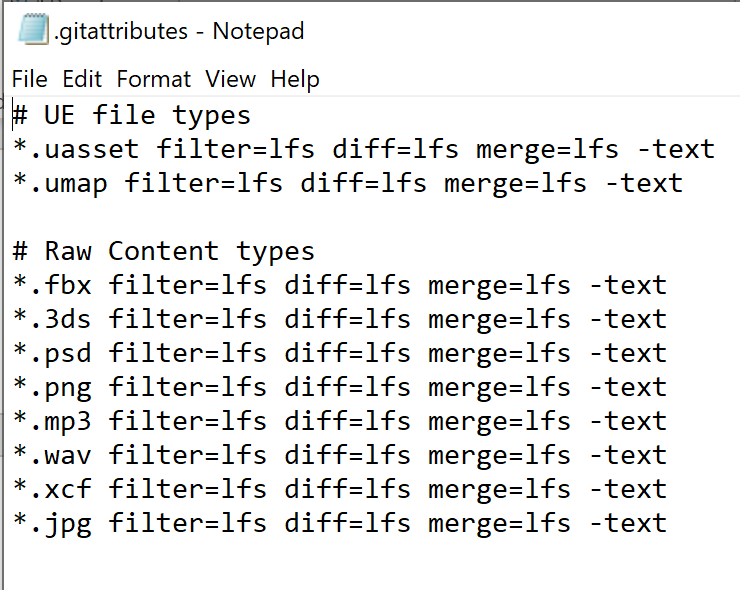 .gitattributes - Notepad
File Edit Format View Help
# UE file types
*.uasset filter=lfs diff=lfs merge=lfs -text
*.umap filter=lfs diff=lfs merge=lfs -text

# Raw Content types
*.fbx filter=lfs diff=lfs merge=lfs -text
*.3ds filter=lfs diff=lfs merge=lfs -text
*.psd filter=lfs diff=lfs merge=lfs -text
*.png filter=lfs diff=lfs merge=lfs -text
*.mp3 filter=lfs diff=lfs merge=lfs -text
*.wav filter=lfs diff=lfs merge=lfs -text
*.xcf filter=lfs diff=lfs merge=lfs -text
*.jpg filter=lfs diff=lfs merge=lfs -text